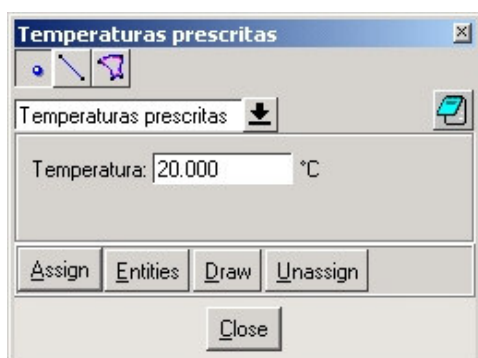 Temperaturas prescritas
Temperaturas prescritas
Temperatura: 20.000 °C
Assign Entities Draw Unassign
Close